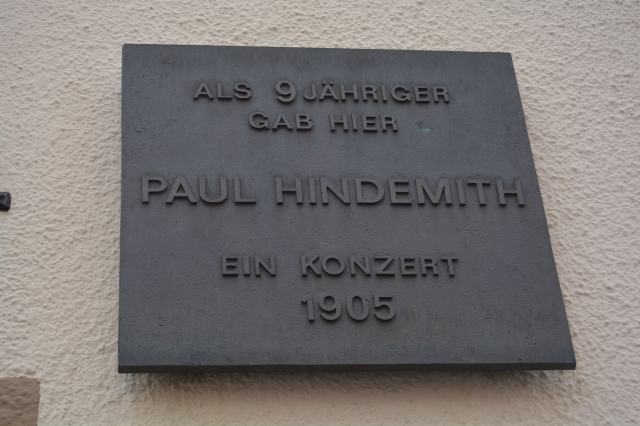 ALS 9 JÄHRIGER
GAB HIER
PAUL HINDEMITH
EIN KONZERT
1905